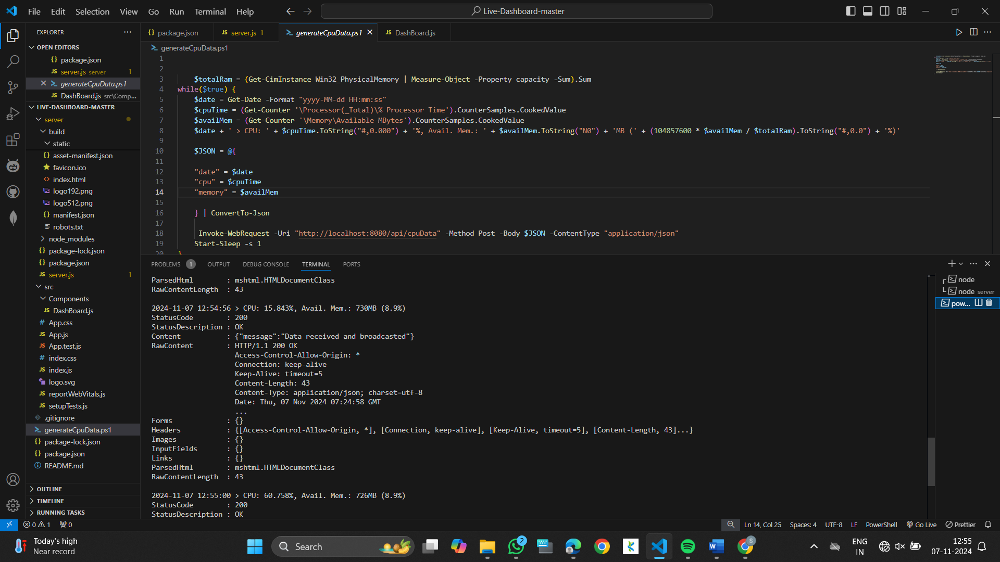 File Edit Selection View Go Run Terminal Help
Live-Dashboard-master
EXPLORER
OPEN EDITORS
package.json
server.js server 1
generateCpuData.ps1
DashBoard.js src\Comp...
LIVE-DASHBOARD-MASTER
server
build
static
asset-manifest.json
favicon.ico
index.html
logo192.png
logo512.png
manifest.json
robots.txt
node_modules
package-lock.json
package.json
server.js 1
src
Components
DashBoard.js
App.css
App.js
App.test.js
index.css
index.js
logo.svg
reportWebVitals.js
setupTests.js
.gitignore
generateCpuData.ps1
package-lock.json
package.json
README.md
OUTLINE
TIMELINE
RUNNING TASKS
package.json server.js 1 generateCpuData.ps1 DashBoard.js
generateCpuData.ps1
1
2
3 $totalRam = (Get-CimInstance Win32_PhysicalMemory | Measure-Object -Property capacity -Sum).Sum
4 while($true) {
5 $date = Get-Date -Format "yyyy-MM-dd HH:mm:ss"
6 $cpuTime = (Get-Counter '\Processor(_Total)\% Processor Time').CounterSamples.CookedValue
7 $availMem = (Get-Counter '\Memory\Available MBytes').CounterSamples.CookedValue
8 $date + ' > CPU: ' + $cpuTime.ToString("#,0.000") + '%, Avail. Mem.: ' + $availMem.ToString("N0") + 'MB (' + (104857600 * $availMem / $totalRam).ToString("#,0.0") + '%)'
9
10 $JSON = @{
11
12 "date" = $date
13 "cpu" = $cpuTime
14 "memory" = $availMem
15
16 } | ConvertTo-Json
17
18 Invoke-WebRequest -Uri "http://localhost:8080/api/cpuData" -Method Post -Body $JSON -ContentType "application/json"
19 Start-Sleep -s 1
20 }
PROBLEMS 1 OUTPUT DEBUG CONSOLE TERMINAL PORTS
ParsedHtml : mshtml.HTMLDocumentClass
RawContentLength : 43
2024-11-07 12:54:56 > CPU: 15.843%, Avail. Mem.: 730MB (8.9%)
StatusCode : 200
StatusDescription : OK
Content : {"message":"Data received and broadcasted"}
RawContent : HTTP/1.1 200 OK
Access-Control-Allow-Origin: *
Connection: keep-alive
Keep-Alive: timeout=5
Content-Length: 43
Content-Type: application/json; charset=utf-8
Date: Thu, 07 Nov 2024 07:24:58 GMT
...
Forms : {}
Headers : {[Access-Control-Allow-Origin, *], [Connection, keep-alive], [Keep-Alive, timeout=5], [Content-Length, 43]...}
Images : {}
InputFields : {}
Links : {}
ParsedHtml : mshtml.HTMLDocumentClass
RawContentLength : 43
2024-11-07 12:55:00 > CPU: 60.758%, Avail. Mem.: 726MB (8.9%)
StatusCode : 200
StatusDescription : OK
node
node server
pow...
0 1 0
Ln 14, Col 25 Spaces: 4 UTF-8 LF PowerShell Go Live Prettier
Today's high
Near record
Search
2
S
ENG
IN
12:55
07-11-2024